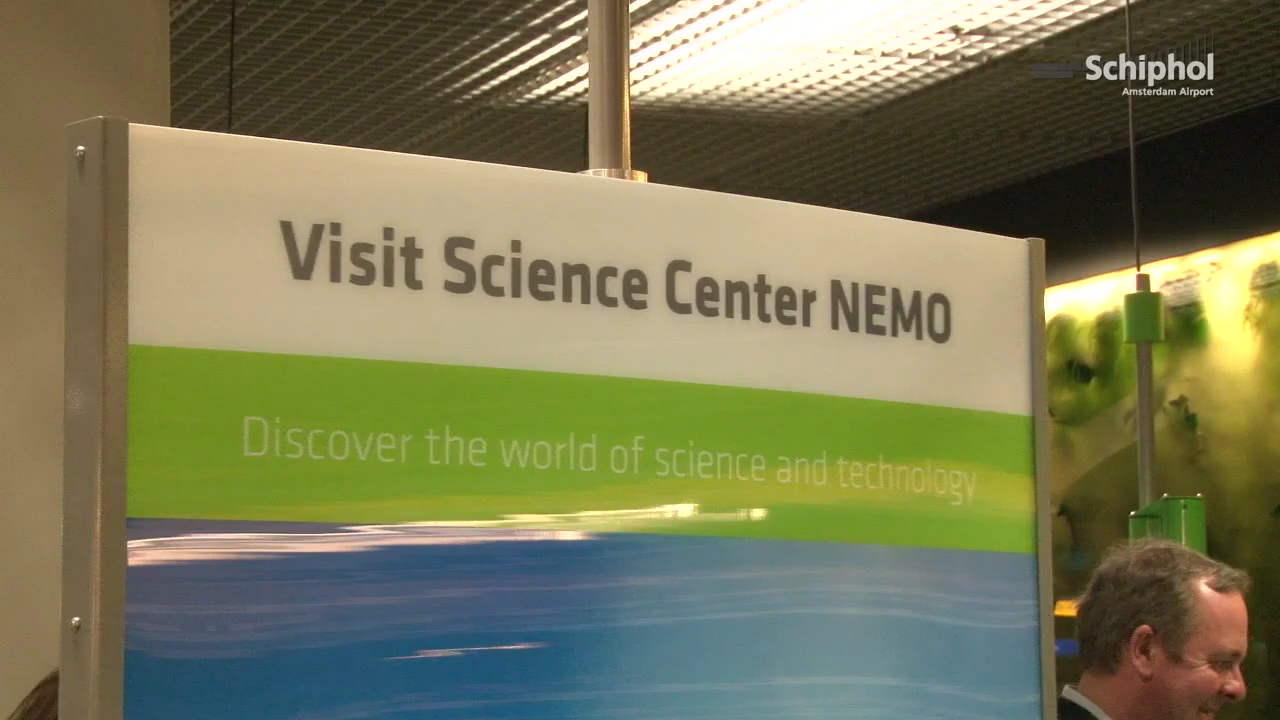 Schiphol
Amsterdam Airport
Visit Science Center NEMO
Discover the world of science and technology